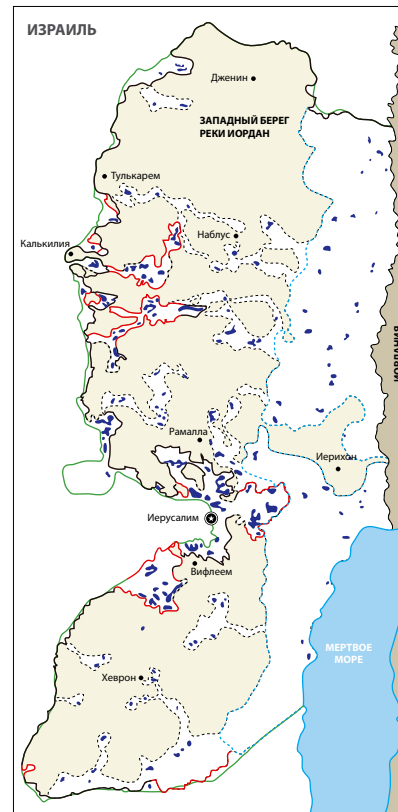 ИЗРАИЛЬ
Дженин
ЗАПАДНЫЙ БЕРЕГ
РЕКИ ИОРДАН
Тулькарем
Наблус
Калькилия
ИОРДАНИЯ
Рамалла
Иерихон
Иерусалим
Вифлеем
МЕРТВОЕ
МОРЕ
Хеврон